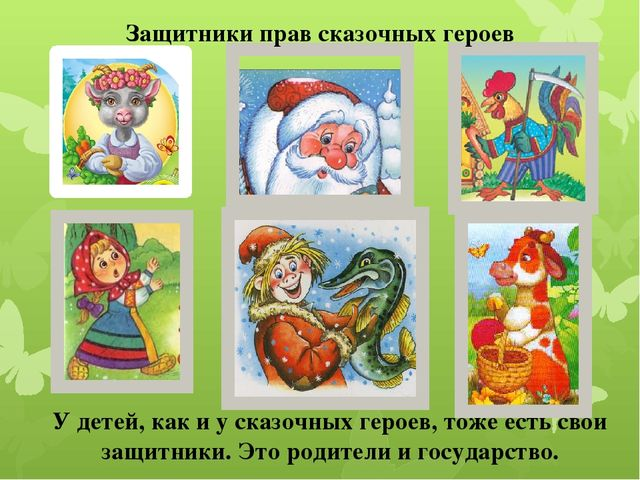 Защитники прав сказочных героев
У детей, как и у сказочных героев, тоже есть свои
защитники. Это родители и государство.